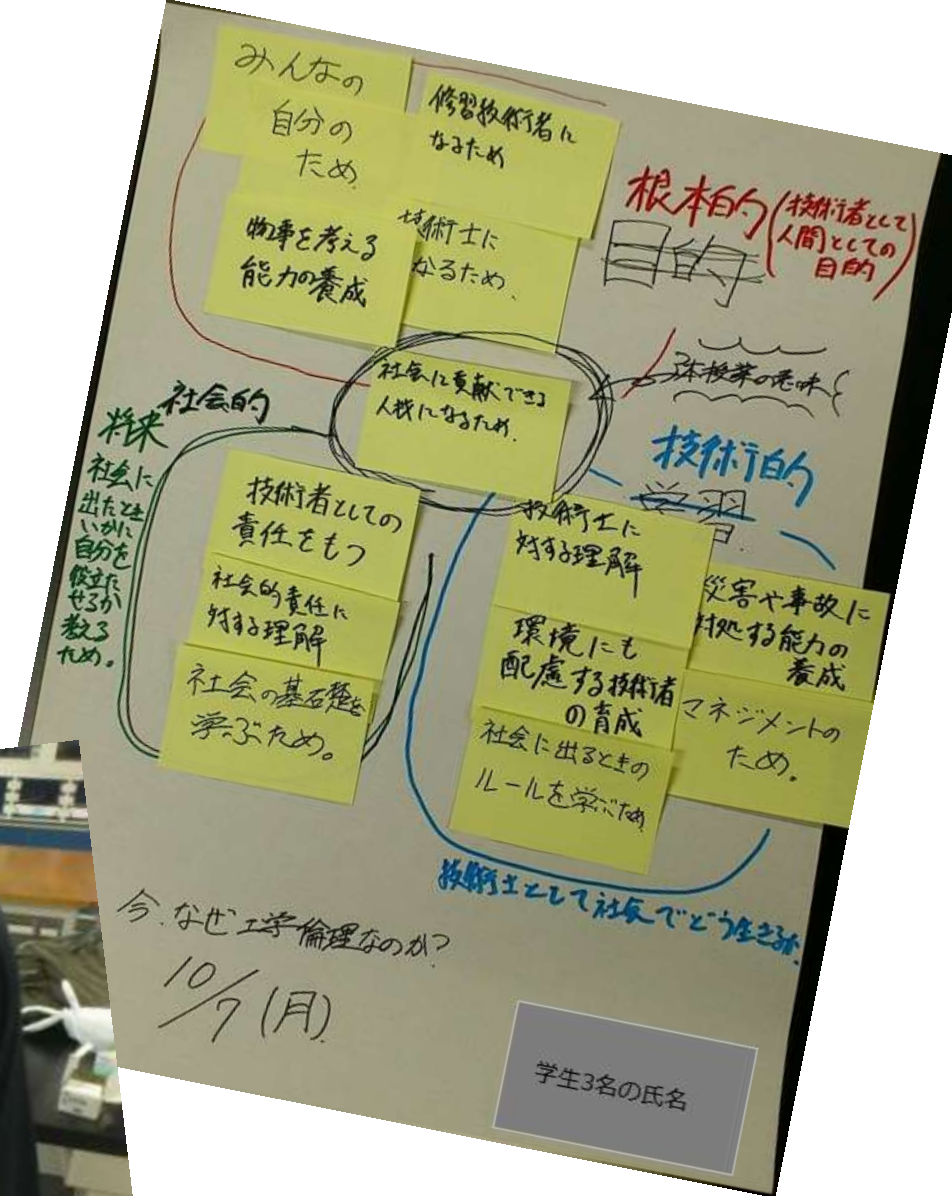 みんなの
自分の
ため
物事を考える
能力の養成
修習技術者に
なるため
技術士に
なるため、
根本的
(技術者として
人間としての
目的)
目的
本授業の意味
社会に貢献できる
人材になるため.
社会的
将来
社会に
出たとき
いかに
自分を
役立た
せるか
考える
ため。
技術者としての
責任をもつ
社会的責任に
対する理解
社会の基石楚を
学ぶため。
技術的
学習
技術士に
対する理解
環境にも
配慮する技術者
の育成
社会に出るときの
ルールを学ぶため
災害や事故に
対処する能力の
養成
マネジメントの
ため。
技術士として社会でどう生きるか.
今、なぜ工学倫理なのか?
10/7(月).
学生3名の氏名